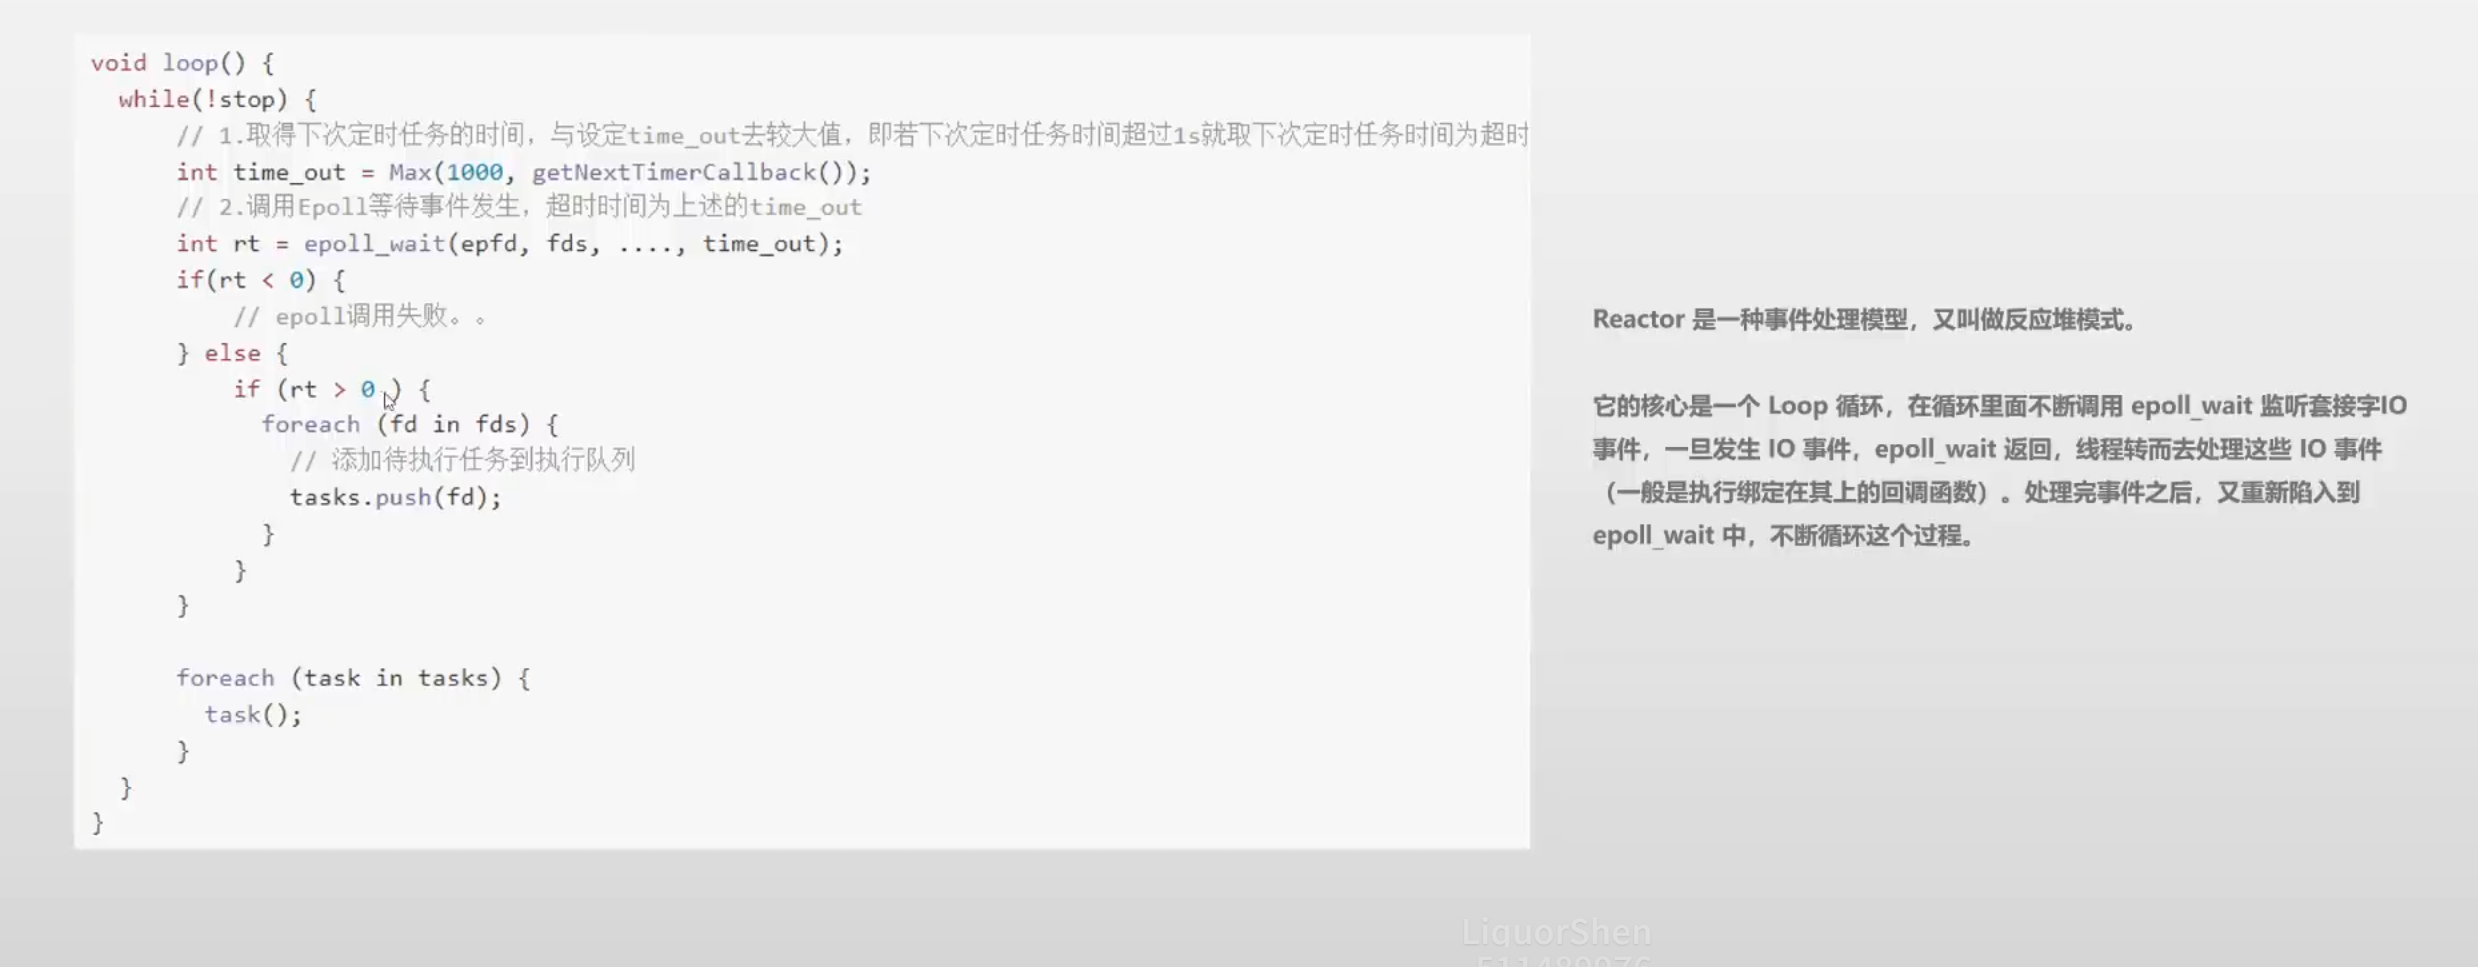 void loop() {
while(!stop) {
// 1.取得下次定时任务的时间，与设定time_out去较大值，即若下次定时任务时间超过1s就取下次定时任务时间为超时
int time_out = Max(1000, getNextTimerCallback());
// 2.调用Epoll等待事件发生，超时时间为上述的time_out
int rt = epoll_wait(epfd, fds, ...., time_out);
if(rt < 0) {
// epoll调用失败。。
} else {
if (rt > 0 ) {
foreach (fd in fds) {
// 添加待执行任务到执行队列
tasks.push(fd);
}
}
}
foreach (task in tasks) {
task();
}
}
}
Reactor 是一种事件处理模型，又叫做反应堆模式。
它的核心是一个 Loop 循环，在循环里面不断调用 epoll_wait 监听套接字IO
事件，一旦发生 IO 事件，epoll_wait 返回，线程转而去处理这些 IO 事件
（一般是执行绑定在其上的回调函数）。处理完事件之后，又重新陷入到
epoll_wait 中，不断循环这个过程。
LiquorShen